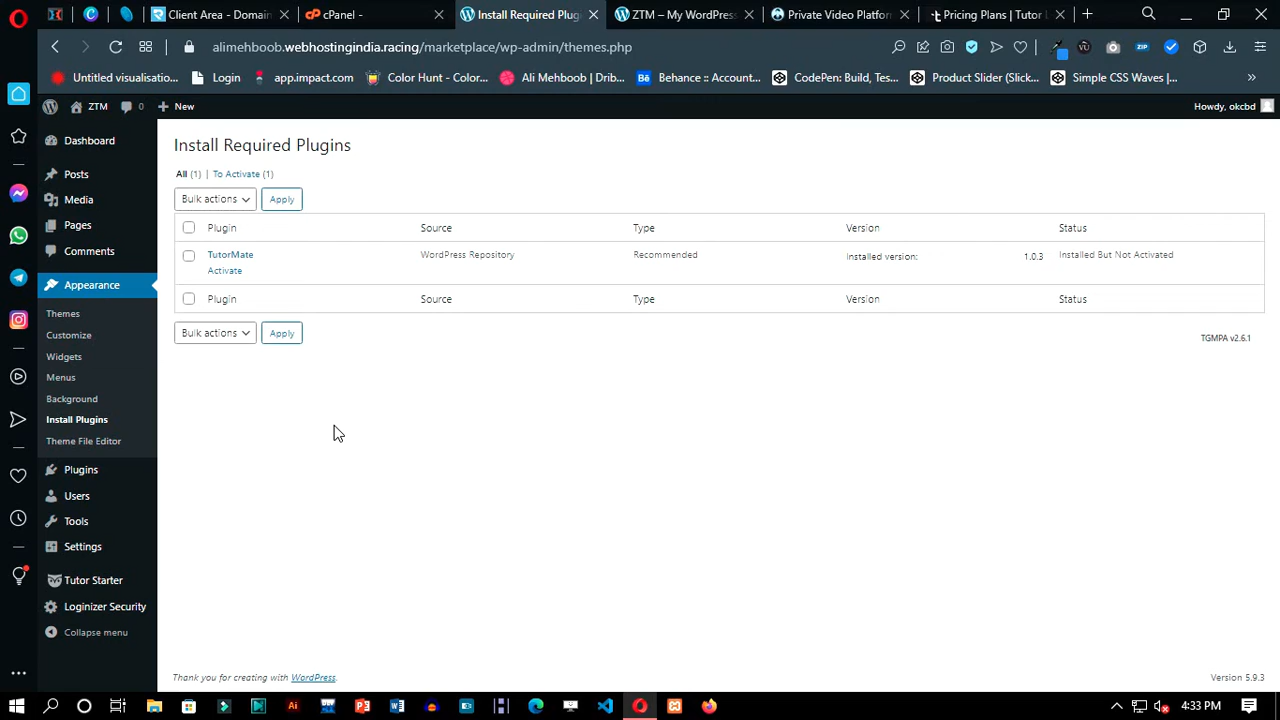 Client Area - Domain
cPanel -
Install Required Plug
ZTM – My WordPress
Private Video Platfor
Pricing Plans | Tutor L
alimehboob.webhostingindia.racing/marketplace/wp-admin/themes.php
Untitled visualisatio...
Login
app.impact.com
Color Hunt - Color...
Ali Mehboob | Drib...
Behance :: Account...
CodePen: Build, Tes...
Product Slider (Slick...
Simple CSS Waves |...
ZTM
0
New
Howdy, okcbd
Dashboard
Posts
Media
Pages
Comments
Appearance
Themes
Customize
Widgets
Menus
Background
Install Plugins
Theme File Editor
Plugins
Users
Tools
Settings
Tutor Starter
Loginizer Security
Collapse menu
Install Required Plugins
All (1) | To Activate (1)
Bulk actions Apply
Plugin Source Type Version Status
TutorMate WordPress Repository Recommended Installed version: 1.0.3 Installed But Not Activated
Activate
Plugin Source Type Version Status
Bulk actions Apply
TGMPA v2.6.1
Thank you for creating with WordPress.
Version 5.9.3
4:33 PM